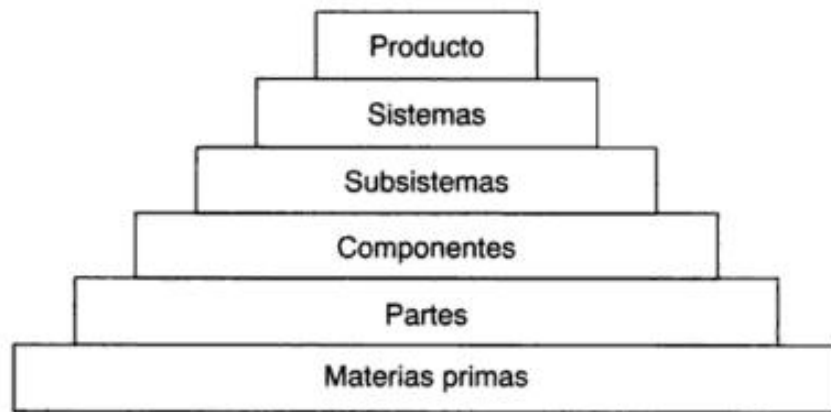 Producto
Sistemas
Subsistemas
Componentes
Partes
Materias primas